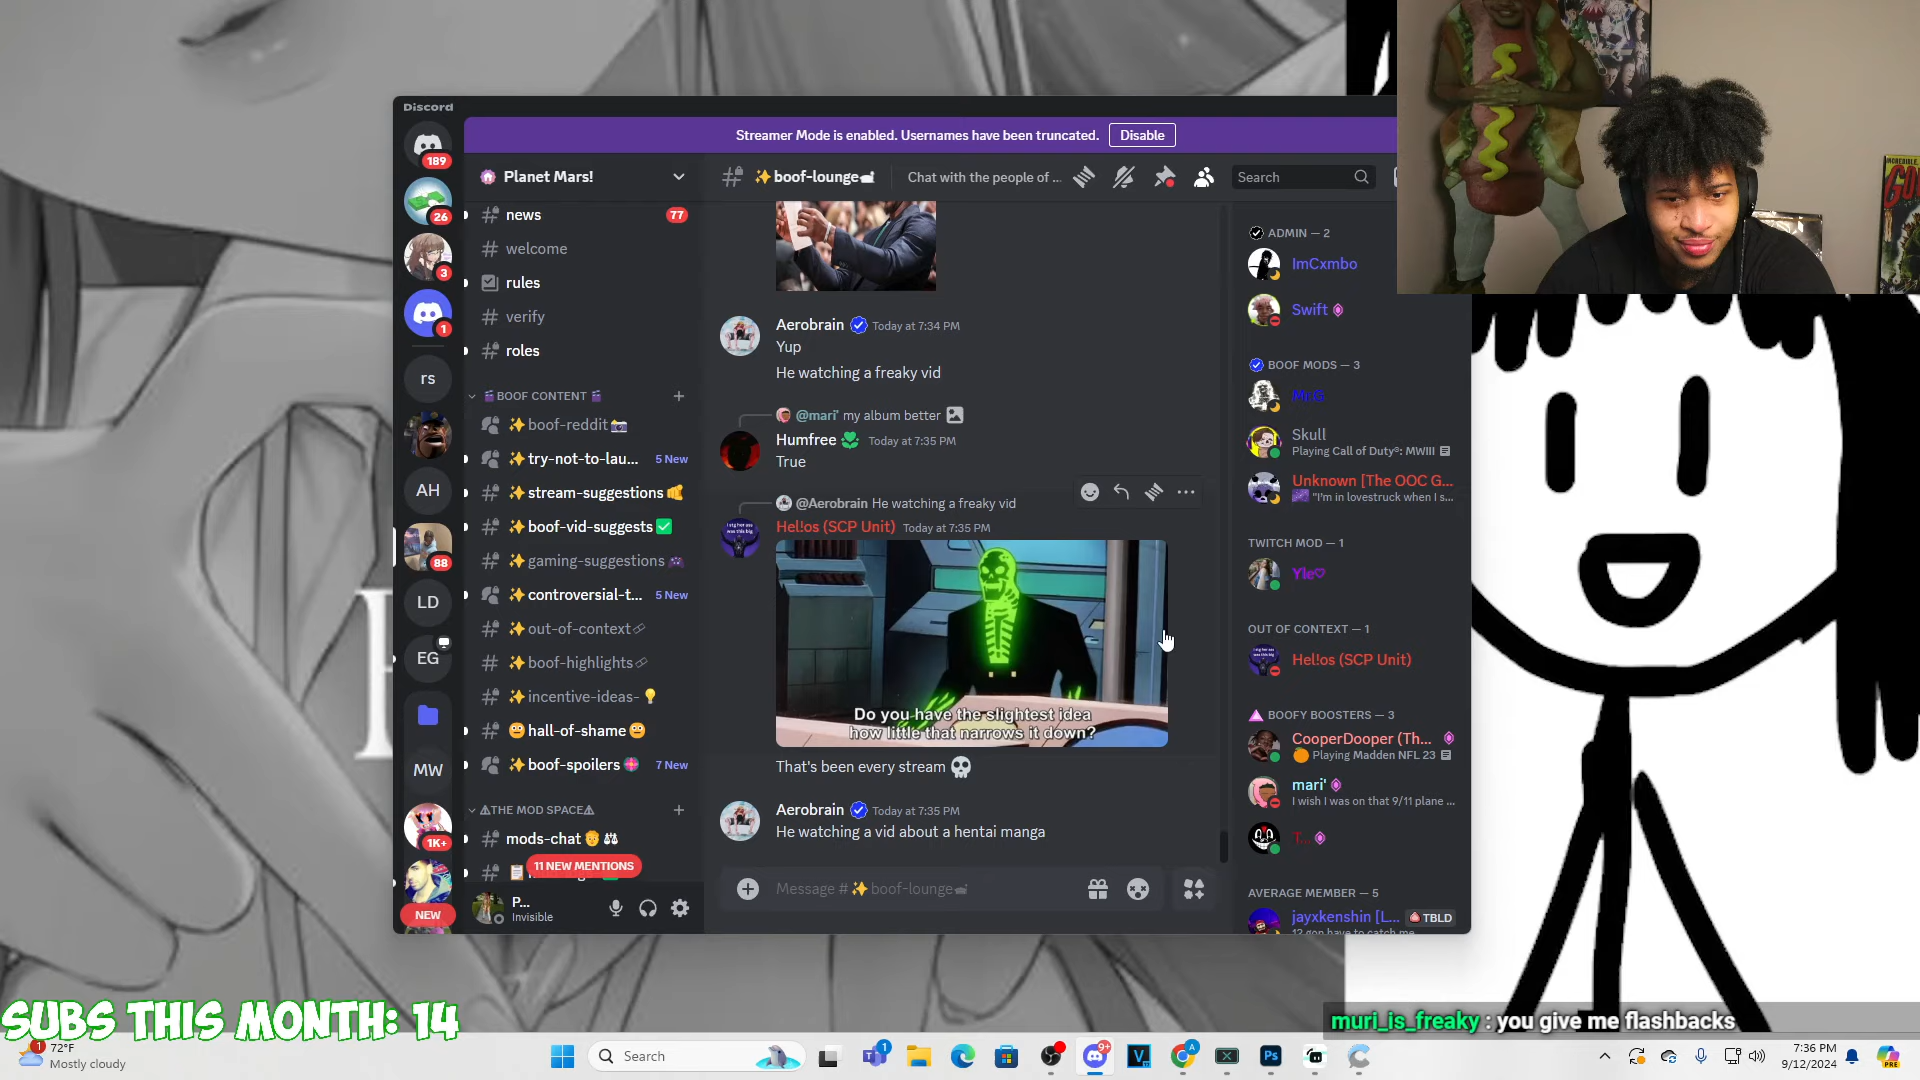 Discord
Streamer Mode is enabled. Usernames have been truncated.
Disable
189
26
3
1
rs
AH
88
LD
EG
MW
1K+
NEW
Planet Mars!
news
77
welcome
rules
verify
roles
BOOF CONTENT
boof-reddit
try-not-to-lau...
5 New
stream-suggestions
boof-vid-suggests
gaming-suggestions
controversial-t...
5 New
out-of-context
boof-highlights
incentive-ideas-
hall-of-shame
boof-spoilers
7 New
THE MOD SPACE
mods-chat
11 NEW MENTIONS
P...
Invisible
boof-lounge
Chat with the people of ...
Search
Aerobrain Today at 7:34 PM
Yup
He watching a freaky vid
@mari' my album better
Humfree Today at 7:35 PM
True
@Aerobrain He watching a freaky vid
Hel!os (SCP Unit) Today at 7:35 PM
Do you have the slightest idea
how little that narrows it down?
That's been every stream
Aerobrain Today at 7:35 PM
He watching a vid about a hentai manga
Message # boof-lounge
ADMIN — 2
ImCxmbo
Swift
BOOF MODS — 3
Mr.G
Skull
Playing Call of Duty®: MWIII
Unknown [The OOC G...
"I'm in lovestruck when I s...
TWITCH MOD — 1
Yle♡
OUT OF CONTEXT — 1
Hel!os (SCP Unit)
BOOFY BOOSTERS — 3
CooperDooper (Th...
Playing Madden NFL 23
mari'
I wish I was on that 9/11 plane ...
T...
AVERAGE MEMBER — 5
jayxkenshin [L...
TBLD
12 gon have to catch me
SUBS THIS MONTH: 14
muri_is_freaky : you give me flashbacks
1
72°F
Mostly cloudy
Search
1
9+
7:36 PM
9/12/2024